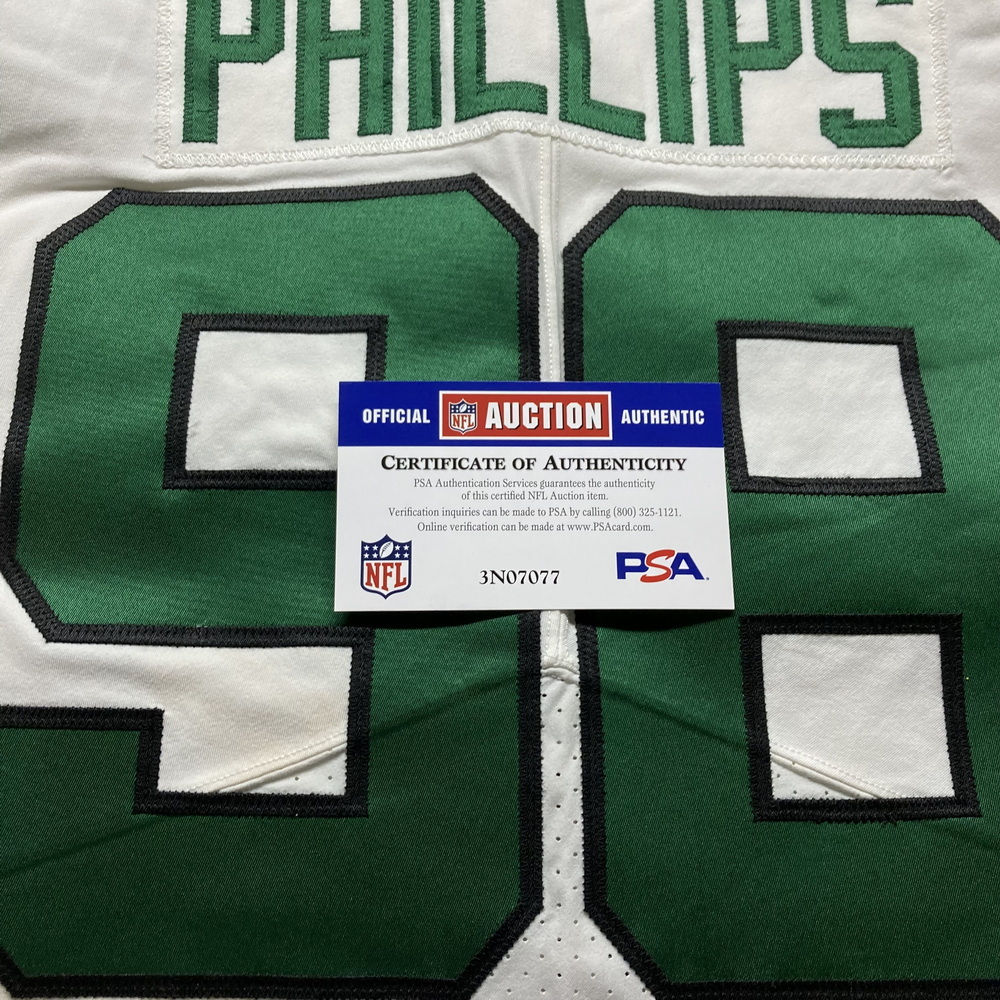 PHILLIPS
98
OFFICIAL NFL AUCTION AUTHENTIC
CERTIFICATE OF AUTHENTICITY
PSA Authentication Services guarantees the authenticity
of this certified NFL Auction item.
Verification inquiries can be made to PSA by calling (800) 325-1121.
Online verification can be made at www.PSAcard.com.
NFL 3N07077 PSA